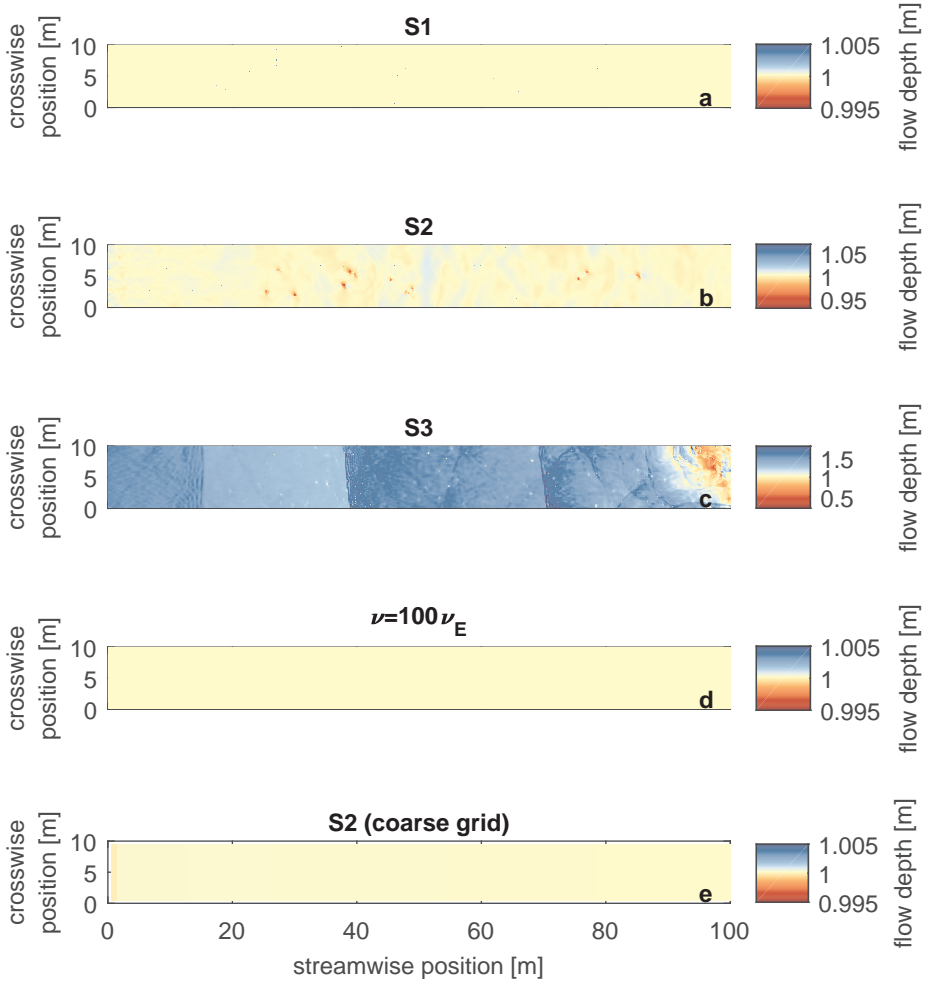 S1
crosswise
position [m]
10
5
0
a
1.005
1
0.995
flow depth [m]
S2
crosswise
position [m]
10
5
0
b
1.05
1
0.95
flow depth [m]
S3
crosswise
position [m]
10
5
0
c
1.5
1
0.5
flow depth [m]
ν=100ν_E
crosswise
position [m]
10
5
0
d
1.005
1
0.995
flow depth [m]
S2 (coarse grid)
crosswise
position [m]
10
5
0
e
1.005
1
0.995
flow depth [m]
0 20 40 60 80 100
streamwise position [m]